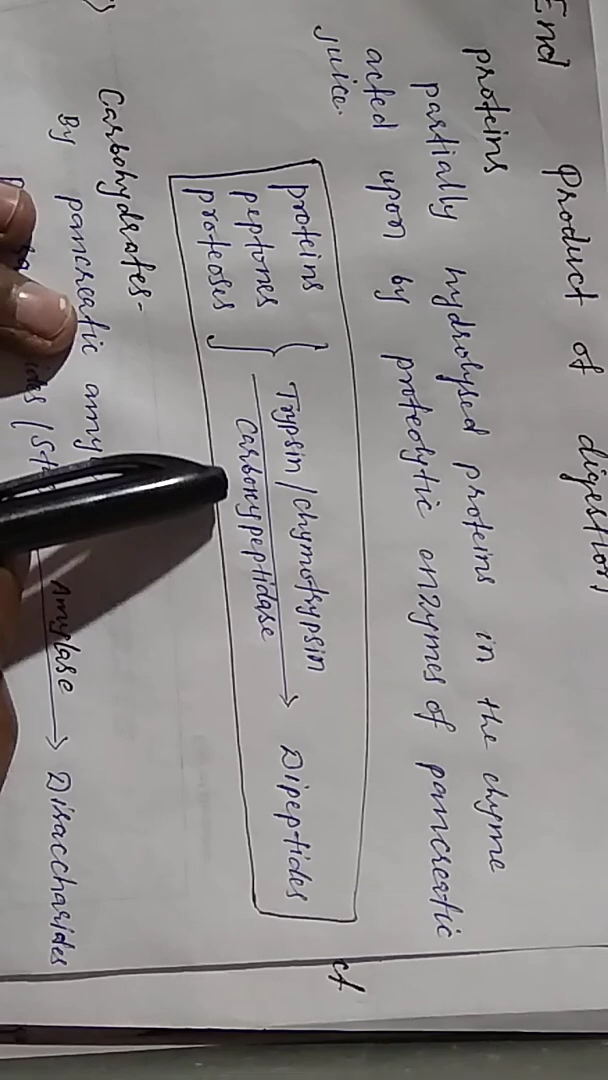 End Product of digestion
proteins
partially hydrolysed proteins in the chyme
acted upon by proteolytic enzymes of pancreatic
juice.
proteins
peptones
proteoses
Trypsin/chymotrypsin
Carboxypeptidase
Dipeptides
Carbohydrates-
By pancreatic
Amylase
Disaccharides